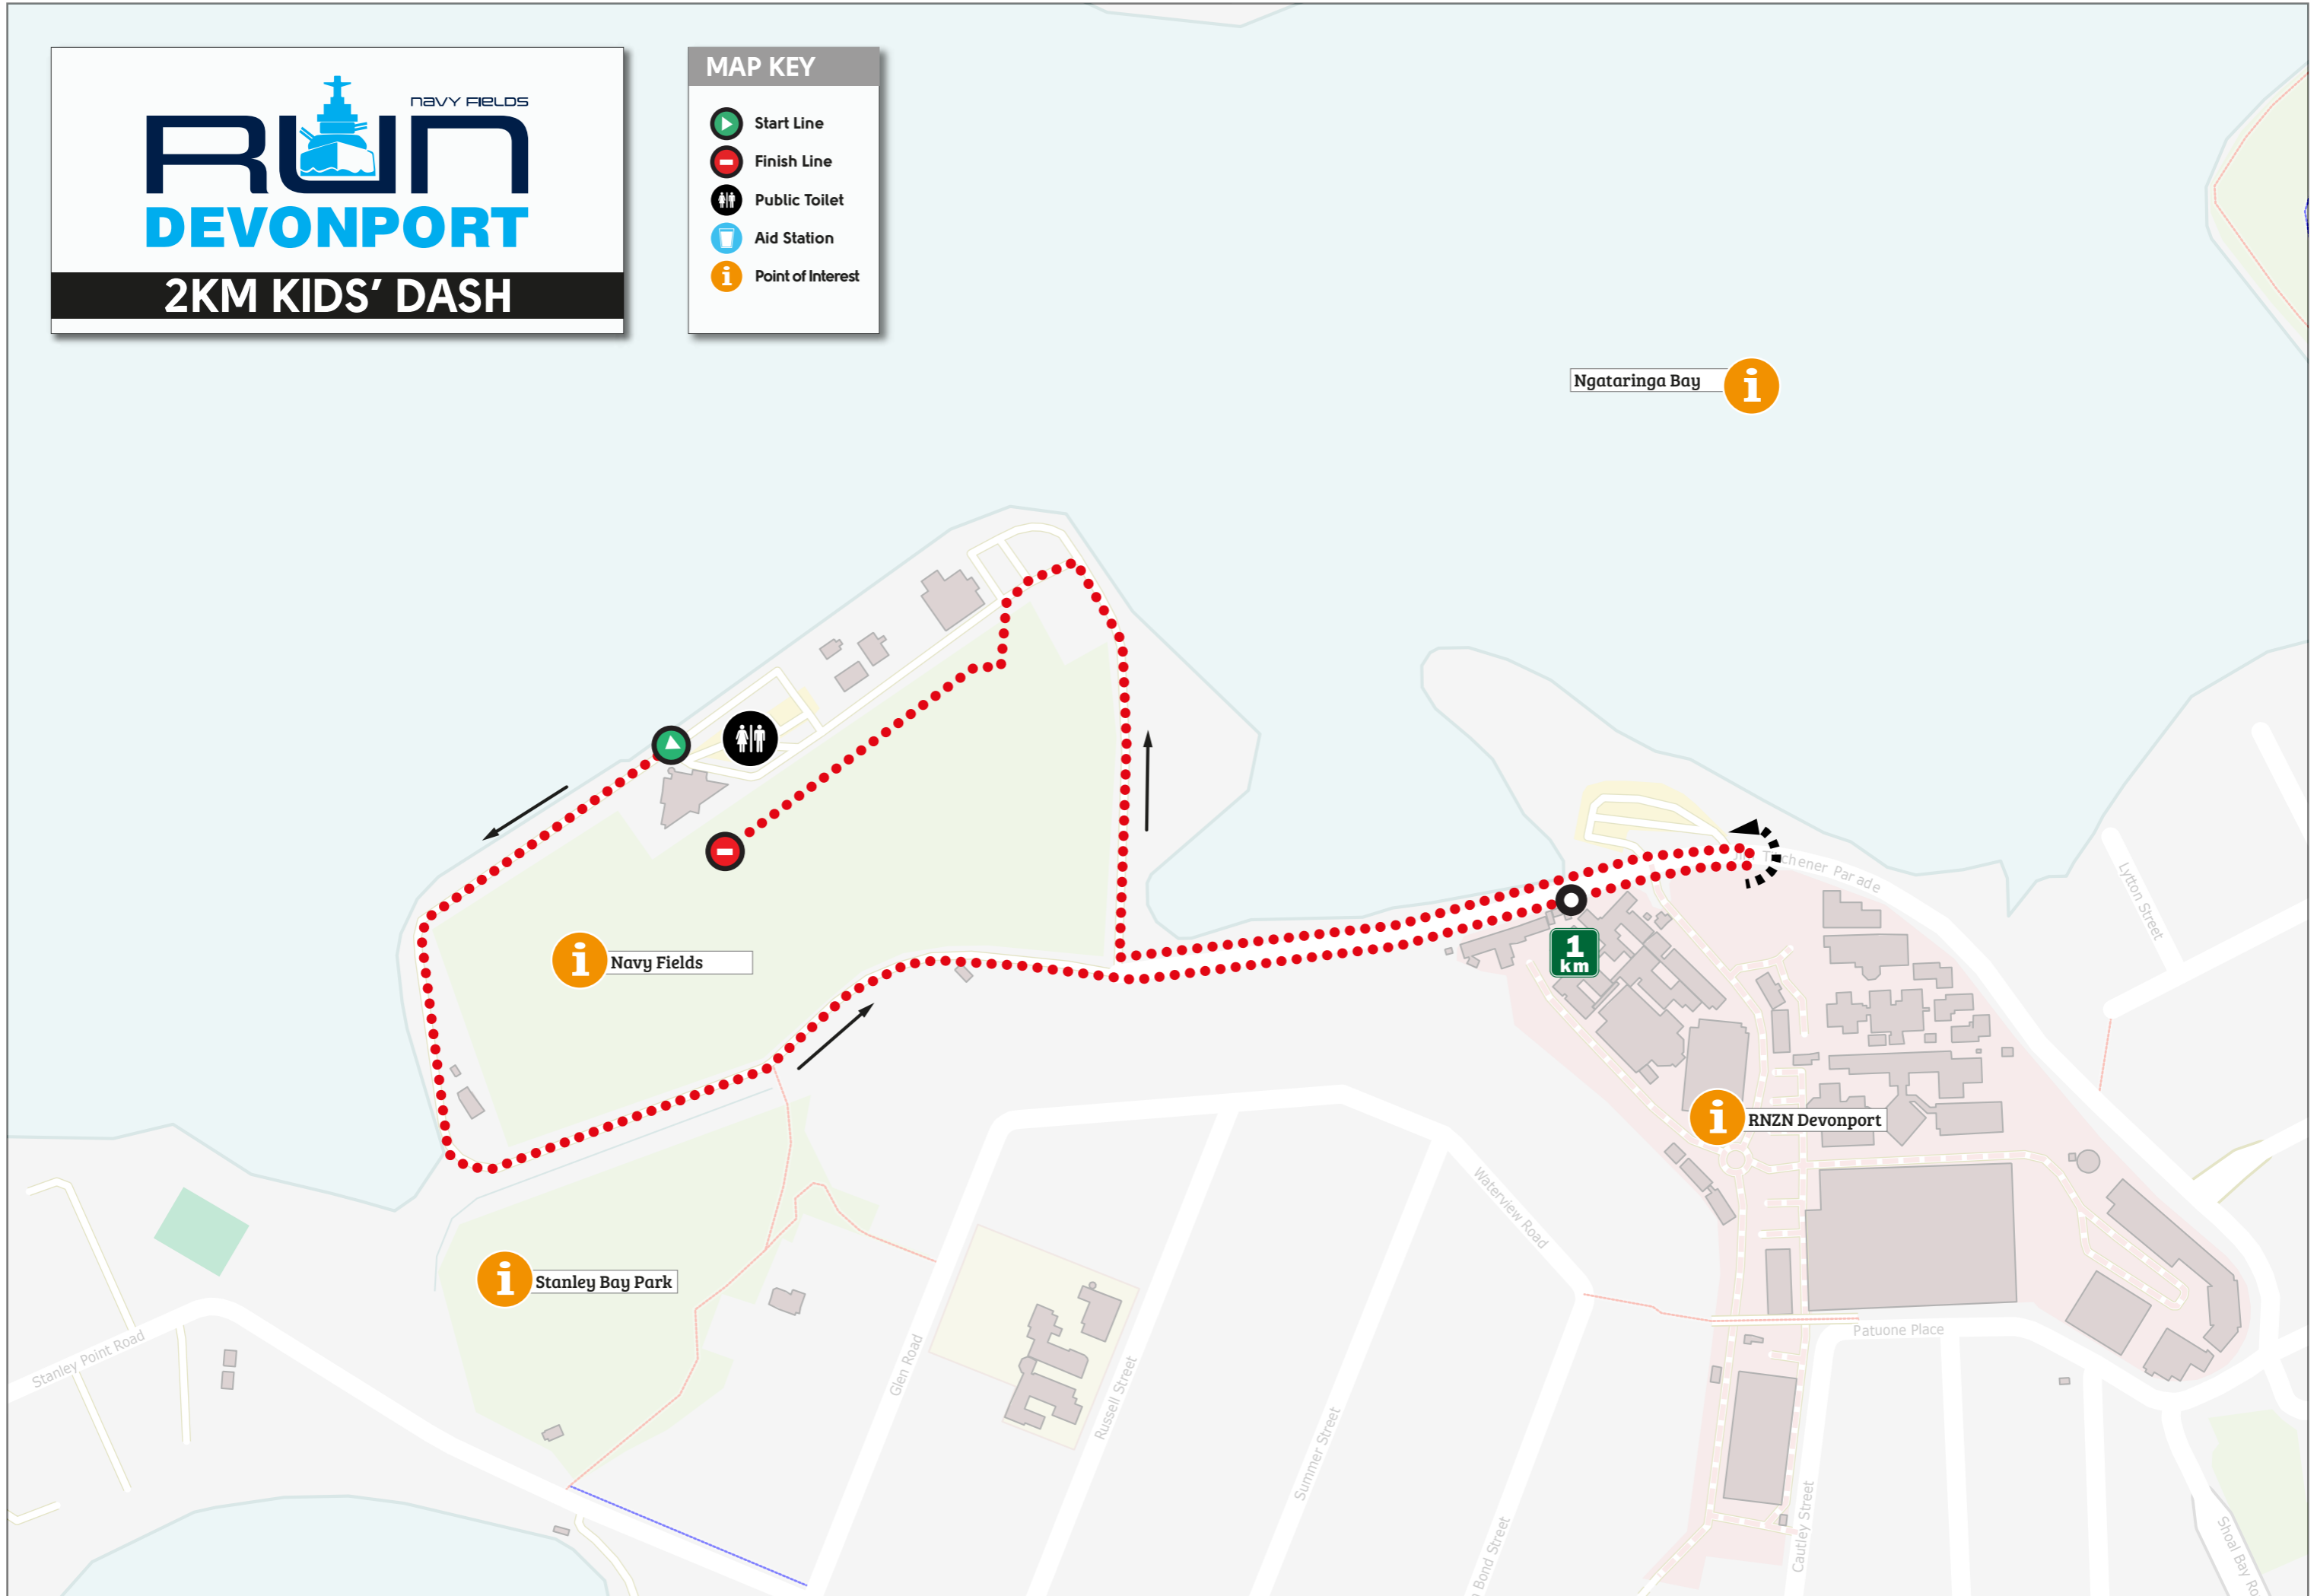 NAVY FIELDS
RUN
DEVONPORT
2KM KIDS' DASH
MAP KEY
Start Line
Finish Line
Public Toilet
Aid Station
Point of Interest
Ngataringa Bay
Parade
Lytton Street
Navy Fields
1
km
RNZN Devonport
Stanley Bay Park
Waterview Road
Stanley Point Road
Glen Road
Russell Street
Summer Street
Bond Street
Patuone Place
Cautley Street
Shoal Bay Ro